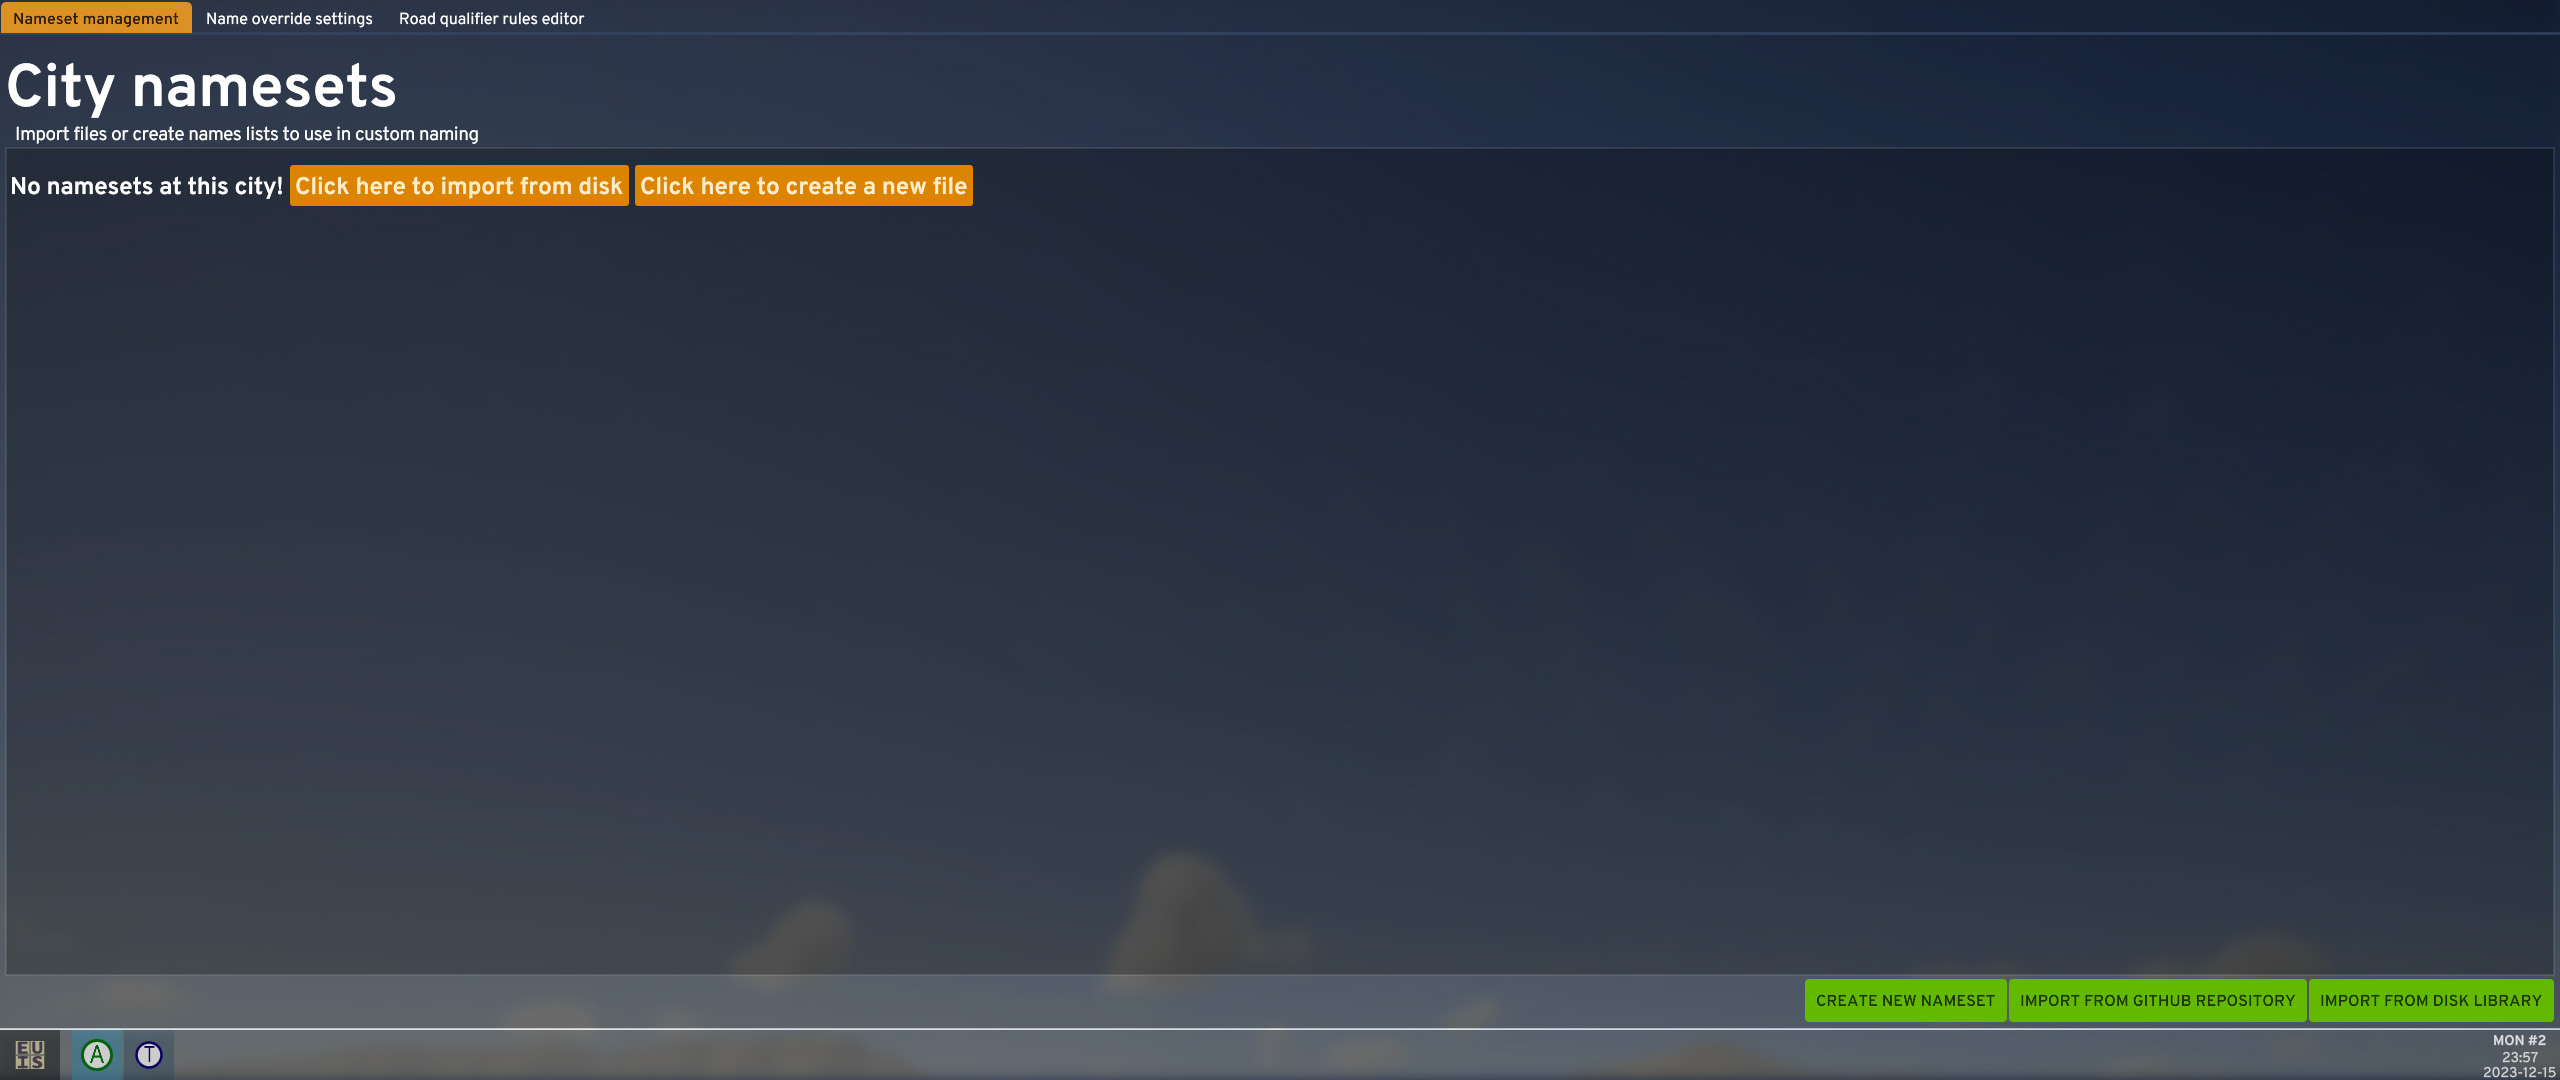 Nameset management Name override settings Road qualifier rules editor
City namesets
Import files or create names lists to use in custom naming
No namesets at this city! Click here to import from disk Click here to create a new file
CREATE NEW NAMESET IMPORT FROM GITHUB REPOSITORY IMPORT FROM DISK LIBRARY
EU
IS
A T
MON #2
23:57
2023-12-15